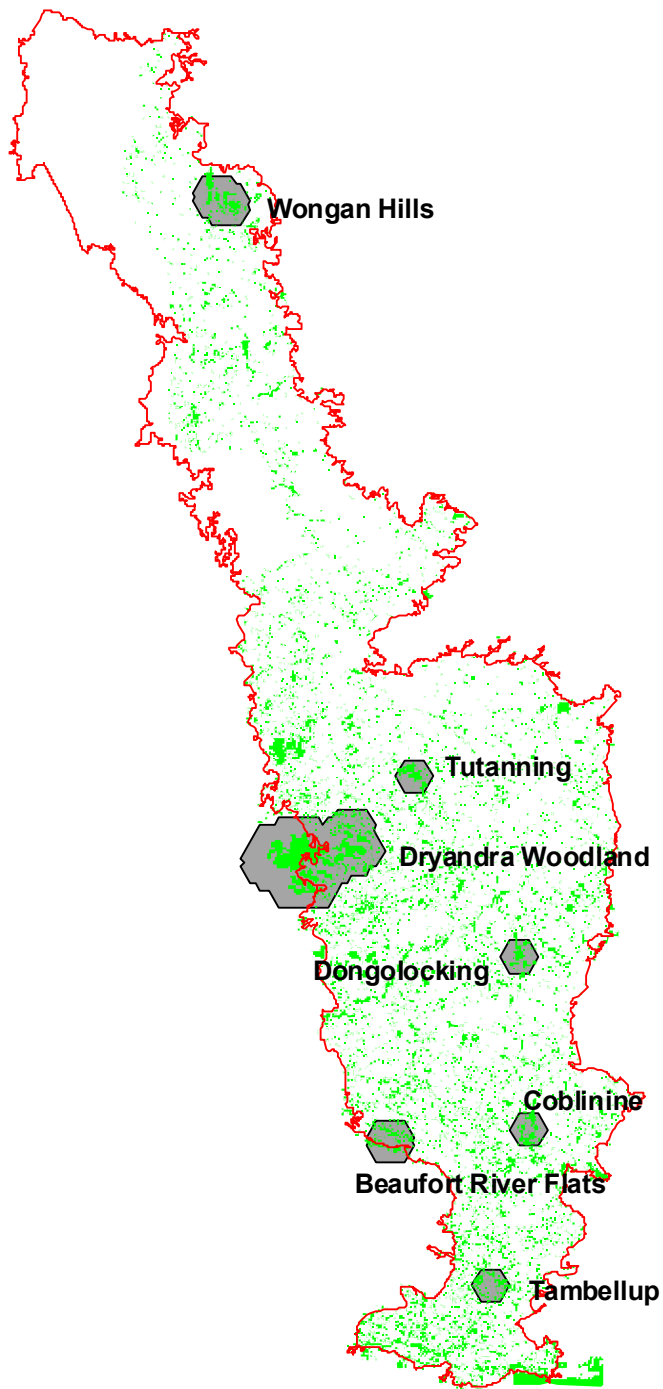 Wongan Hills
Tutanning
Dryandra Woodland
Dongolocking
Coblinine
Beaufort River Flats
Tambellup